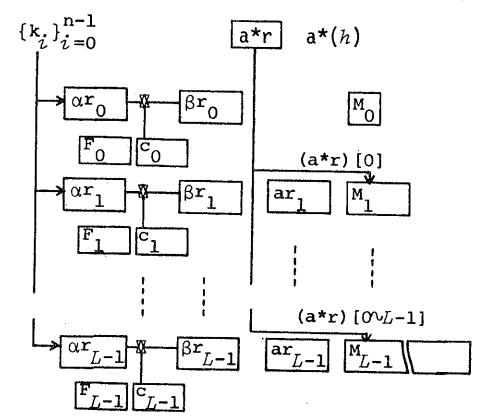 {k_i}_{i=0}^{n-1} a*r a*(h)
αr_0 βr_0 M_0
F_0 c_0 (a*r)[0]
αr_1 βr_1 ar_1 M_1
F_1 c_1
(a*r)[0~L-1]
αr_{L-1} βr_{L-1} ar_{L-1} M_{L-1}
F_{L-1} c_{L-1}